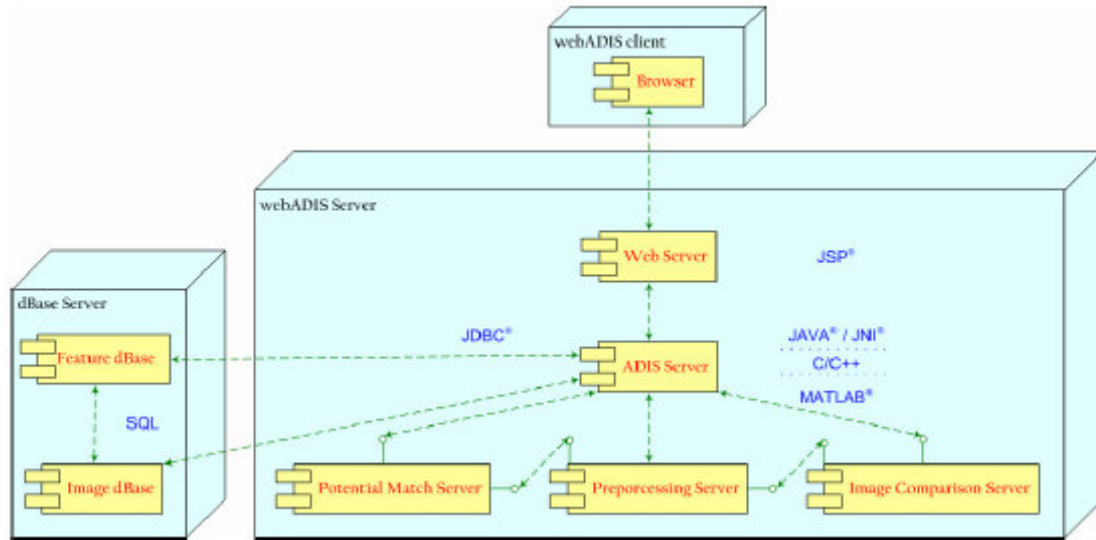 webADIS client
Browser
webADIS Server
Web Server
JSP®
dBase Server
Feature dBase
JDBC®
ADIS Server
JAVA® / JNI®
C/C++
MATLAB®
SQL
Image dBase
Potential Match Server
Preporcessing Server
Image Comparison Server